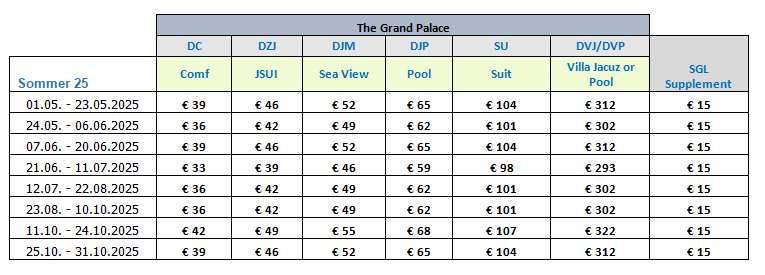 The Grand Palace
DC DZJ DJM DJP SU DVJ/DVP
Sommer 25 Comf JSUI Sea View Pool Suit Villa Jacuz or Pool SGL Supplement
01.05. - 23.05.2025 € 39 € 46 € 52 € 65 € 104 € 312 € 15
24.05. - 06.06.2025 € 36 € 42 € 49 € 62 € 101 € 302 € 15
07.06. - 20.06.2025 € 39 € 46 € 52 € 65 € 104 € 312 € 15
21.06. - 11.07.2025 € 33 € 39 € 46 € 59 € 98 € 293 € 15
12.07. - 22.08.2025 € 36 € 42 € 49 € 62 € 101 € 302 € 15
23.08. - 10.10.2025 € 36 € 42 € 49 € 62 € 101 € 302 € 15
11.10. - 24.10.2025 € 42 € 49 € 55 € 68 € 107 € 322 € 15
25.10. - 31.10.2025 € 39 € 46 € 52 € 65 € 104 € 312 € 15